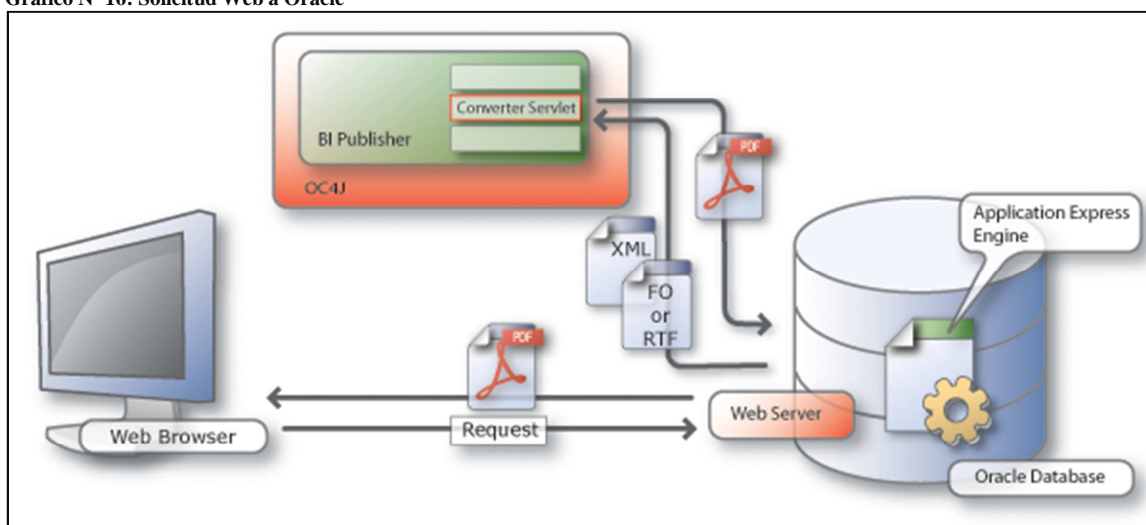 Gráfico N° 16: Solicitud Web a Oracle
Converter Servlet
BI Publisher
OC4J
PDF
XML
FO
or
RTF
Application Express
Engine
PDF
Web Server
Web Browser
Request
Oracle Database